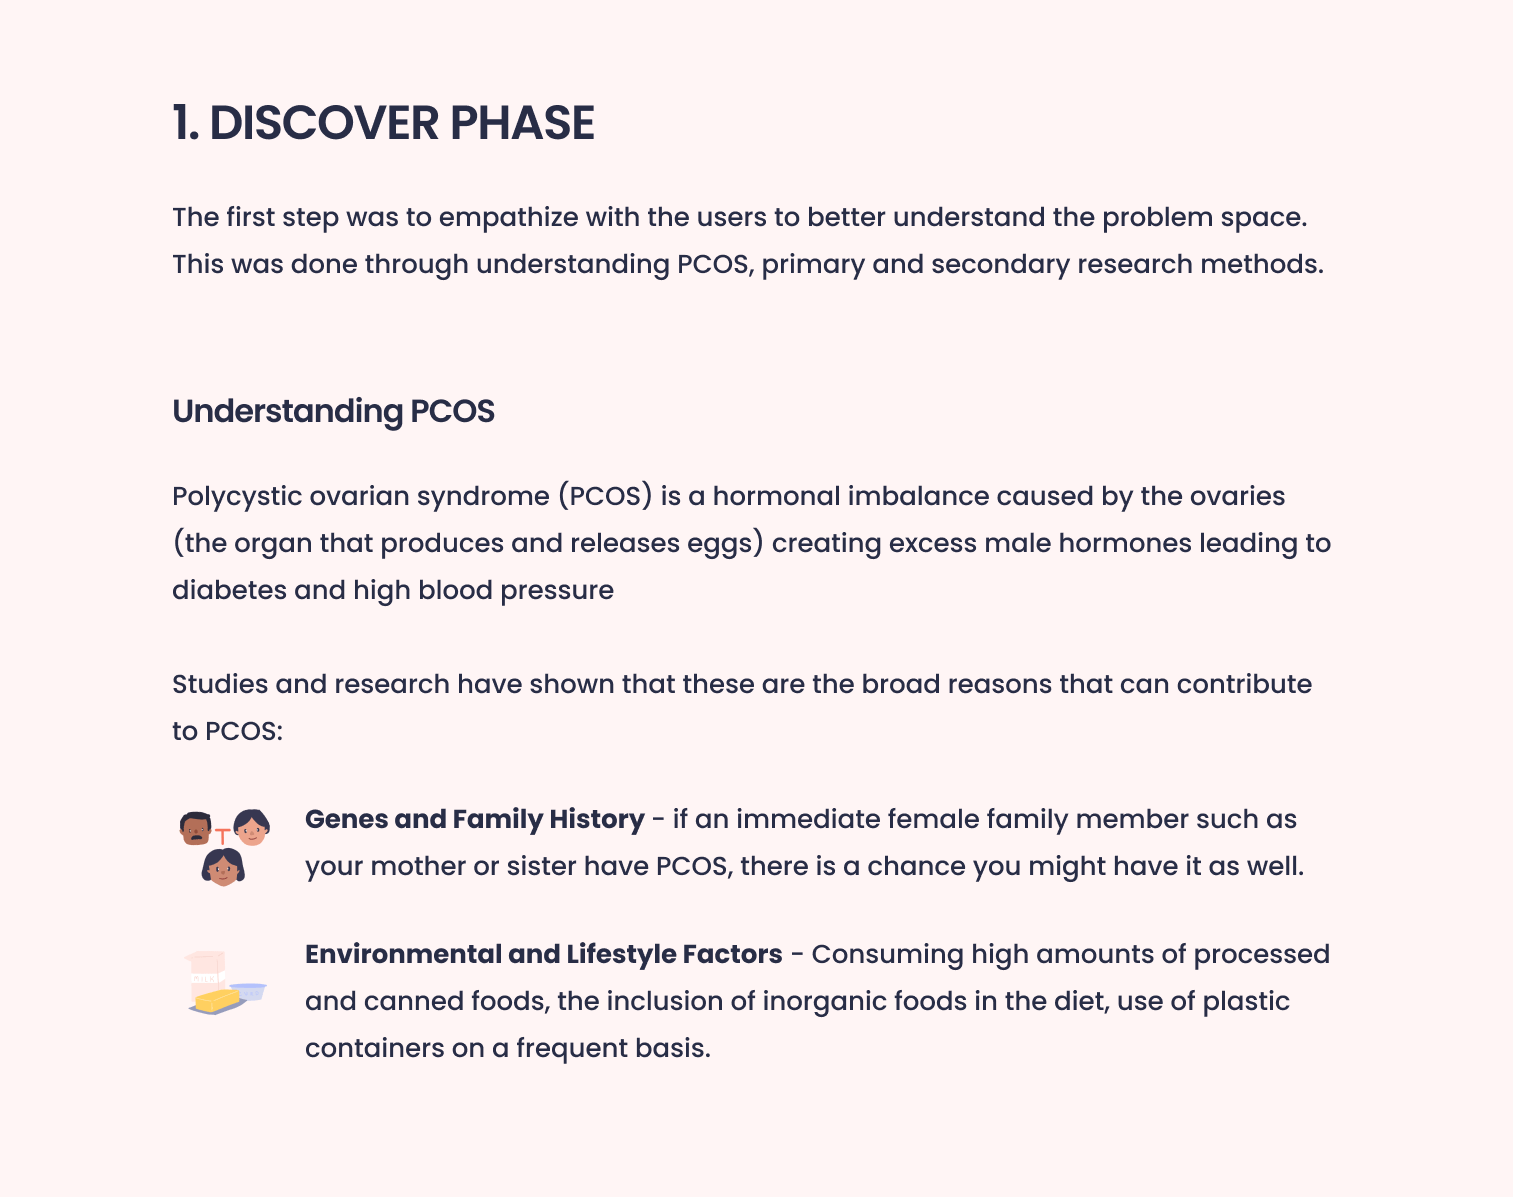 1. DISCOVER PHASE
The first step was to empathize with the users to better understand the problem space.
This was done through understanding PCOS, primary and secondary research methods.
Understanding PCOS
Polycystic ovarian syndrome (PCOS) is a hormonal imbalance caused by the ovaries
(the organ that produces and releases eggs) creating excess male hormones leading to
diabetes and high blood pressure
Studies and research have shown that these are the broad reasons that can contribute
to PCOS:
Genes and Family History - if an immediate female family member such as
your mother or sister have PCOS, there is a chance you might have it as well.
Environmental and Lifestyle Factors - Consuming high amounts of processed
and canned foods, the inclusion of inorganic foods in the diet, use of plastic
containers on a frequent basis.